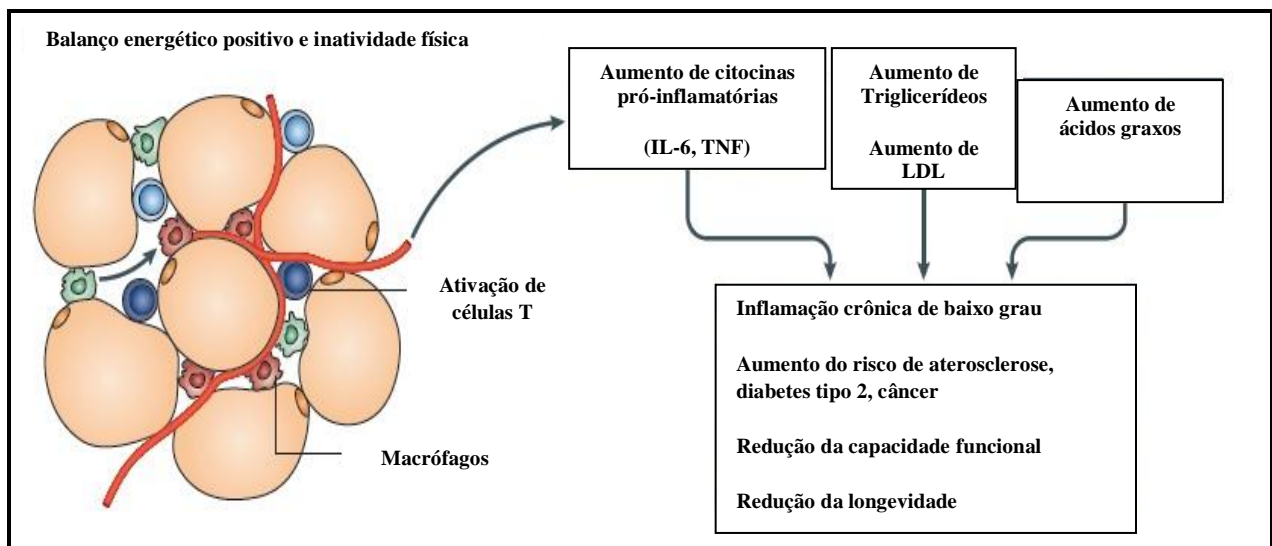 Balanço energético positivo e inatividade física
Aumento de citocinas
pró-inflamatórias
(IL-6, TNF)
Aumento de
Triglicerídeos
Aumento de
LDL
Aumento de
ácidos graxos
Ativação de
células T
Macrófagos
Inflamação crônica de baixo grau
Aumento do risco de aterosclerose,
diabetes tipo 2, câncer
Redução da capacidade funcional
Redução da longevidade